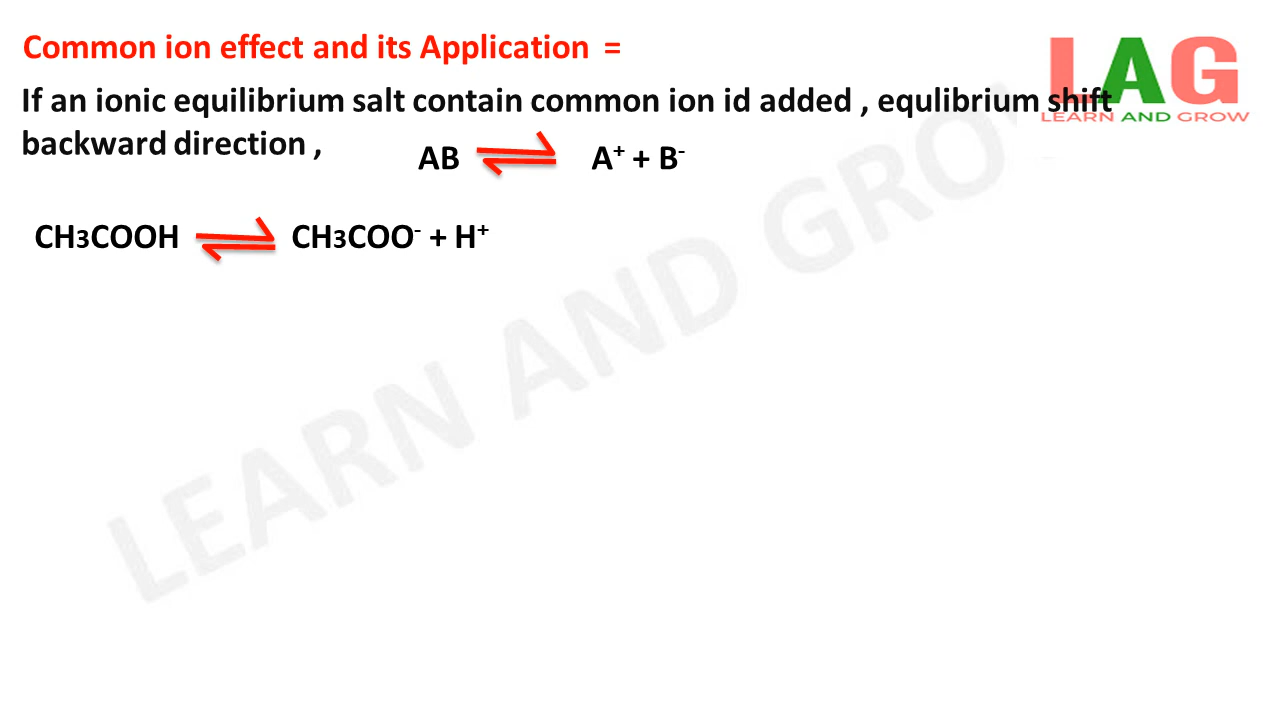 Common ion effect and its Application =
LAG
LEARN AND GROW
If an ionic equilibrium salt contain common ion id added , equlibrium shift
backward direction ,
AB ⇌ A⁺ + B⁻
CH3COOH ⇌ CH3COO⁻ + H⁺
LEARN AND GRO